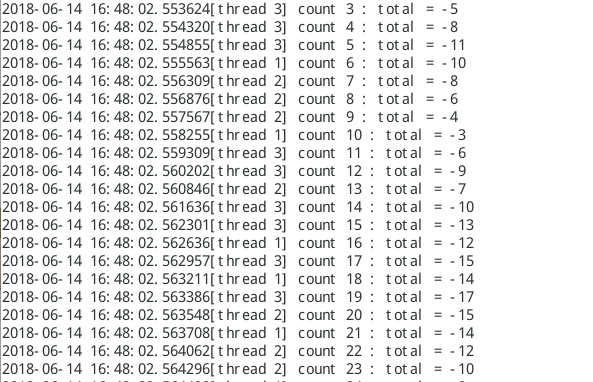 2018-06-14 16:48:02.553624[thread 3] count 3 : total = -5
2018-06-14 16:48:02.554320[thread 3] count 4 : total = -8
2018-06-14 16:48:02.554855[thread 3] count 5 : total = -11
2018-06-14 16:48:02.555563[thread 1] count 6 : total = -10
2018-06-14 16:48:02.556309[thread 2] count 7 : total = -8
2018-06-14 16:48:02.556876[thread 2] count 8 : total = -6
2018-06-14 16:48:02.557567[thread 2] count 9 : total = -4
2018-06-14 16:48:02.558255[thread 1] count 10 : total = -3
2018-06-14 16:48:02.559309[thread 3] count 11 : total = -6
2018-06-14 16:48:02.560202[thread 3] count 12 : total = -9
2018-06-14 16:48:02.560846[thread 2] count 13 : total = -7
2018-06-14 16:48:02.561636[thread 3] count 14 : total = -10
2018-06-14 16:48:02.562301[thread 3] count 15 : total = -13
2018-06-14 16:48:02.562636[thread 1] count 16 : total = -12
2018-06-14 16:48:02.562957[thread 3] count 17 : total = -15
2018-06-14 16:48:02.563211[thread 1] count 18 : total = -14
2018-06-14 16:48:02.563386[thread 3] count 19 : total = -17
2018-06-14 16:48:02.563548[thread 2] count 20 : total = -15
2018-06-14 16:48:02.563708[thread 1] count 21 : total = -14
2018-06-14 16:48:02.564062[thread 2] count 22 : total = -12
2018-06-14 16:48:02.564296[thread 2] count 23 : total = -10